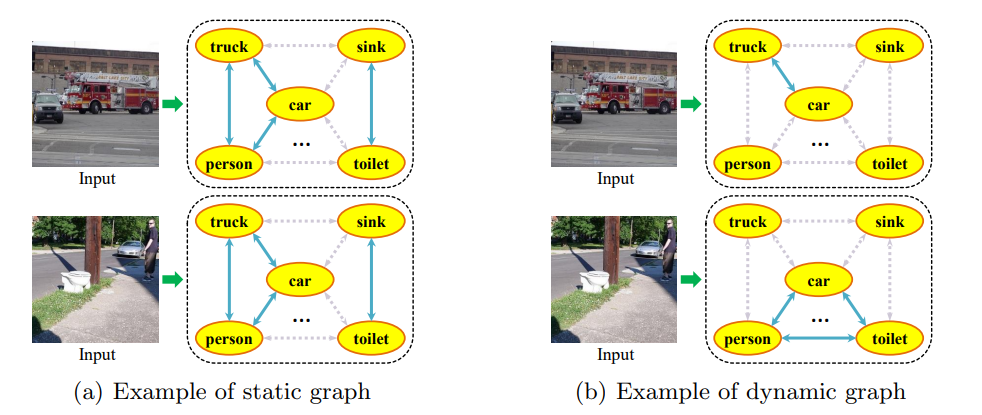 truck
sink
car
...
person
toilet
Input
truck
sink
car
...
person
toilet
Input
(a) Example of static graph
truck
sink
car
...
person
toilet
Input
truck
sink
car
...
person
toilet
Input
(b) Example of dynamic graph